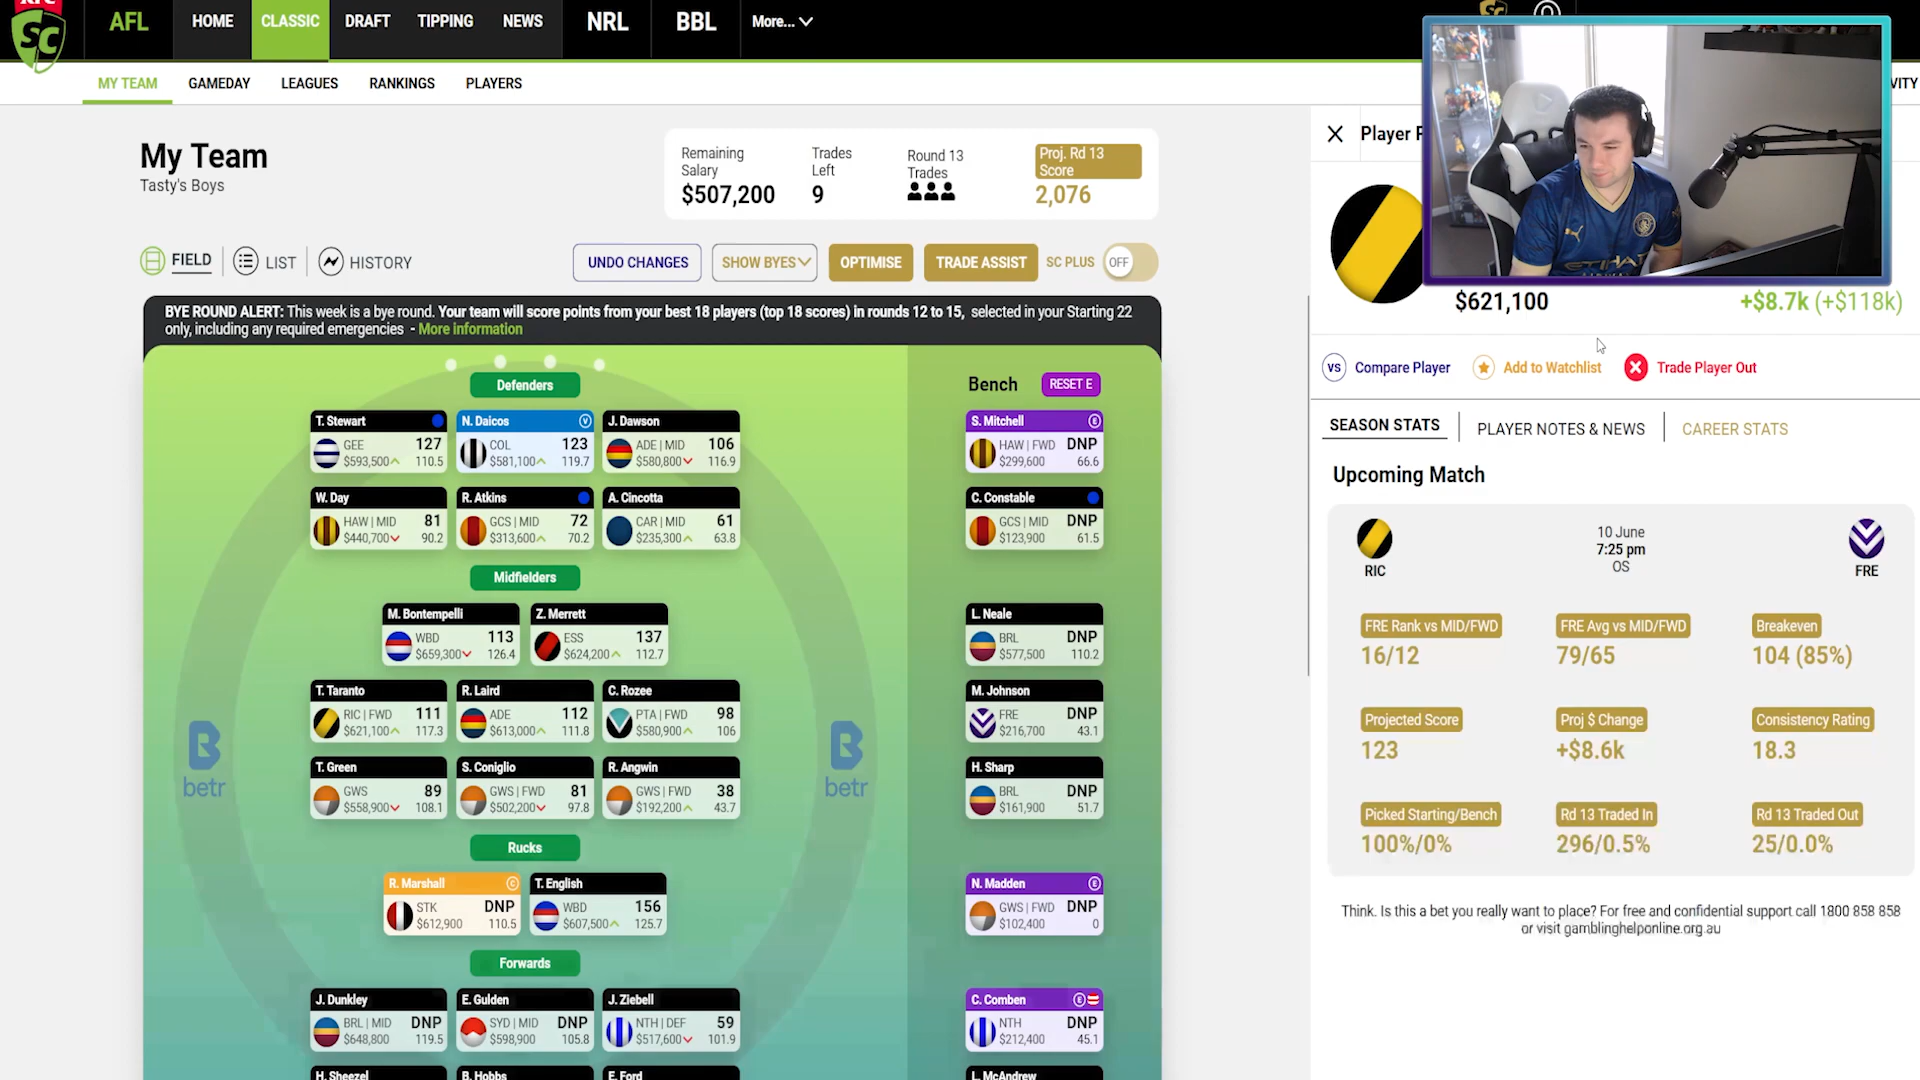 KFC
SC
AFL
HOME
CLASSIC
DRAFT
TIPPING
NEWS
NRL
BBL
More...
SC
MY TEAM
GAMEDAY
LEAGUES
RANKINGS
PLAYERS
VITY
My Team
Tasty's Boys
Remaining Salary
$507,200
Trades Left
9
Round 13 Trades
Proj. Rd 13 Score
2,076
FIELD
LIST
HISTORY
UNDO CHANGES
SHOW BYES
OPTIMISE
TRADE ASSIST
SC PLUS
OFF
BYE ROUND ALERT: This week is a bye round. Your team will score points from your best 18 players (top 18 scores) in rounds 12 to 15, selected in your Starting 22
only, including any required emergencies - More information
Defenders
T. Stewart
GEE 127
$593,500 110.5
N. Daicos V
COL 123
$581,100 119.7
J. Dawson
ADE | MID 106
$580,800 116.9
W. Day
HAW | MID 81
$440,700 90.2
R. Atkins
GCS | MID 72
$313,600 70.2
A. Cincotta
CAR | MID 61
$235,300 63.8
Midfielders
M. Bontempelli
WBD 113
$659,300 126.4
Z. Merrett
ESS 137
$624,200 112.7
T. Taranto
RIC | FWD 111
$621,100 117.3
R. Laird
ADE 112
$613,000 111.8
C. Rozee
PTA | FWD 98
$580,900 106
T. Green
GWS 89
$558,900 108.1
S. Coniglio
GWS | FWD 81
$502,200 97.8
R. Angwin
GWS | FWD 38
$192,200 43.7
betr
betr
Rucks
R. Marshall C
STK DNP
$612,900 110.5
T. English
WBD 156
$607,500 125.7
Forwards
J. Dunkley
BRL | MID DNP
$648,800 119.5
E. Gulden
SYD | MID DNP
$598,900 105.8
J. Ziebell
NTH | DEF 59
$517,600 101.9
H. Sheezel
B. Hobbs
E. Ford
Bench
RESET E
S. Mitchell E
HAW | FWD DNP
$299,600 66.6
C. Constable
GCS | MID DNP
$123,900 61.5
L. Neale
BRL DNP
$577,500 110.2
M. Johnson
FRE DNP
$216,700 43.1
H. Sharp
BRL DNP
$161,900 51.7
N. Madden E
GWS | FWD DNP
$102,400 0
C. Comben E
NTH DNP
$212,400 45.1
L. McAndrew
Player
$621,100
+$8.7k (+$118k)
VS Compare Player
Add to Watchlist
Trade Player Out
SEASON STATS
PLAYER NOTES & NEWS
CAREER STATS
Upcoming Match
RIC
10 June
7:25 pm
OS
FRE
FRE Rank vs MID/FWD
16/12
FRE Avg vs MID/FWD
79/65
Breakeven
104 (85%)
Projected Score
123
Proj $ Change
+$8.6k
Consistency Rating
18.3
Picked Starting/Bench
100%/0%
Rd 13 Traded In
296/0.5%
Rd 13 Traded Out
25/0.0%
Think. Is this a bet you really want to place? For free and confidential support call 1800 858 858
or visit gamblinghelponline.org.au